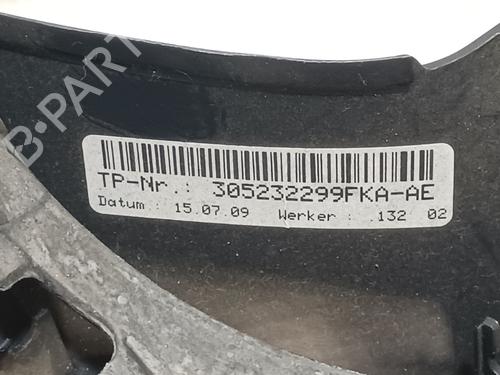 B-PARTS
TP-Nr.: 305232299FKA-AE
Datum: 15.07.09 Werker: .132 02